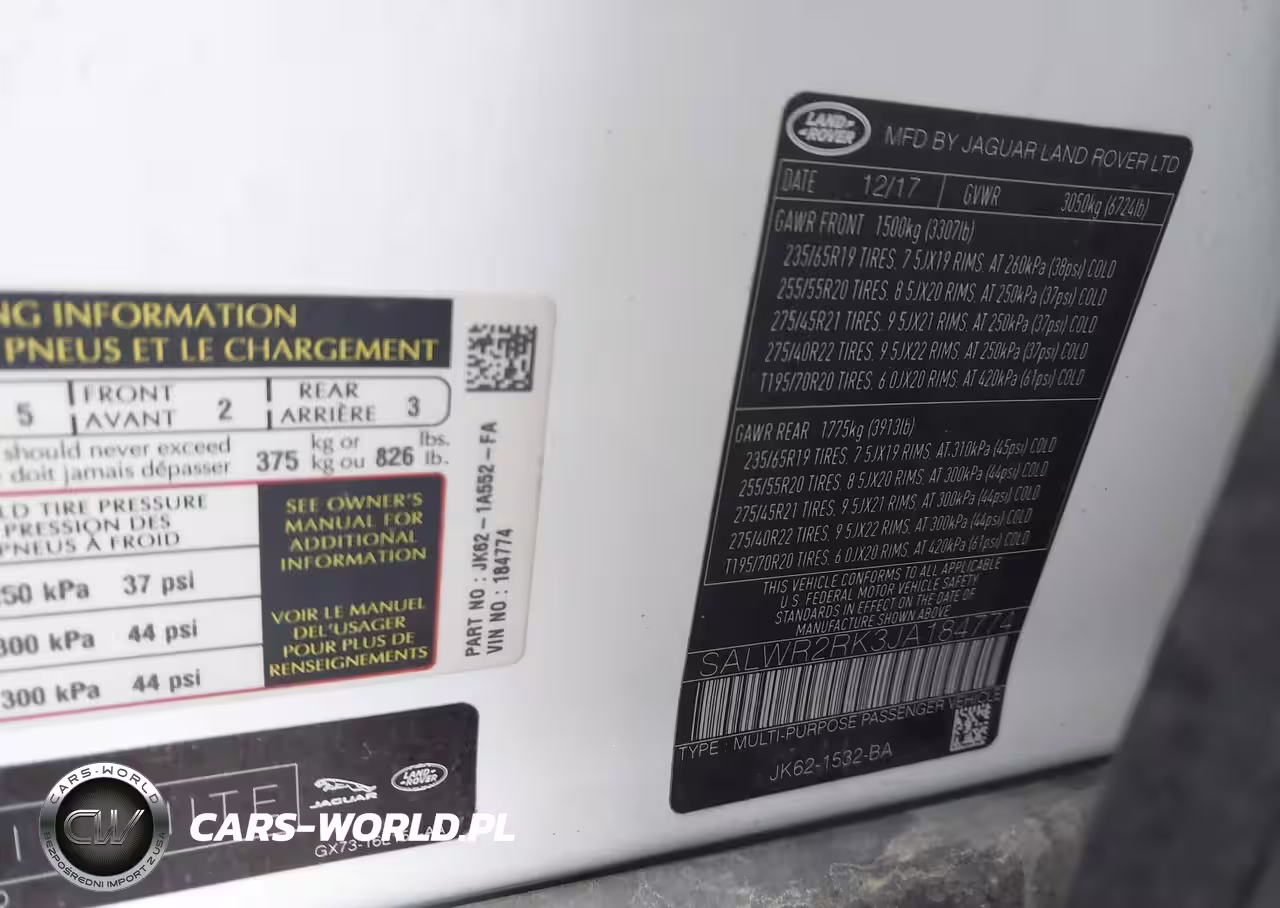 NG INFORMATION
PNEUS ET LE CHARGEMENT
5
FRONT
AVANT
2
REAR
ARRIÈRE
3
should never exceed
doit jamais dépasser
375
kg or
kg ou
826
lbs.
lb.
LD TIRE PRESSURE
PRESSION DES
PNEUS À FROID
50 kPa 37 psi
300 kPa 44 psi
300 kPa 44 psi
SEE OWNER'S
MANUAL FOR
ADDITIONAL
INFORMATION
VOIR LE MANUEL
DEL'USAGER
POUR PLUS DE
RENSEIGNEMENTS
PART NO : JK62-1A552-FA
VIN NO : 184774
LAND-
ROVER
MFD BY JAGUAR LAND ROVER LTD
DATE 12/17 GVWR 3050kg (6724lb)
GAWR FRONT 1500kg (3307lb)
235/65R19 TIRES, 7 5JX19 RIMS, AT 260kPa (38psi) COLD
255/55R20 TIRES, 8 5JX20 RIMS, AT 250kPa (37psi) COLD
275/45R21 TIRES, 9 5JX21 RIMS, AT 250kPa (37psi) COLD
275/40R22 TIRES, 9 5JX22 RIMS, AT 250kPa (37psi) COLD
T195/70R20 TIRES, 6 0JX20 RIMS, AT 420kPa (61psi) COLD
GAWR REAR 1775kg (3913lb)
235/65R19 TIRES, 7 5JX19 RIMS, AT 310kPa (45psi) COLD
255/55R20 TIRES, 8 5JX20 RIMS, AT 300kPa (44psi) COLD
275/45R21 TIRES, 9 5JX21 RIMS, AT 300kPa (44psi) COLD
275/40R22 TIRES, 9 5JX22 RIMS, AT 300kPa (44psi) COLD
T195/70R20 TIRES, 6 0JX20 RIMS, AT 420kPa (61psi) COLD
THIS VEHICLE CONFORMS TO ALL APPLICABLE
U.S. FEDERAL MOTOR VEHICLE SAFETY
STANDARDS IN EFFECT ON THE DATE OF
MANUFACTURE SHOWN ABOVE
SALWR2RK3JA184774
TYPE : MULTI-PURPOSE PASSENGER VEHICLE
JK62-1532-BA
JAGUAR
LAND-
ROVER
CARS-WORLD
CW
BEZPOŚREDNI IMPORT Z USA
CARS-WORLD.PL